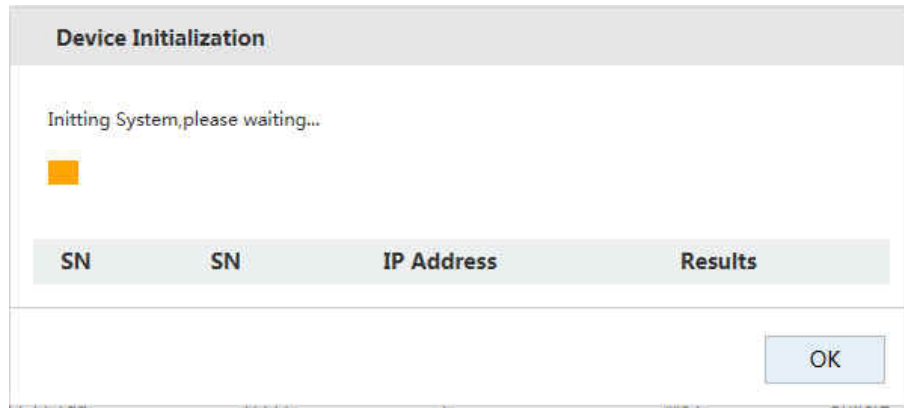 Device Initialization
Initting System,please waiting...
SN SN IP Address Results
OK